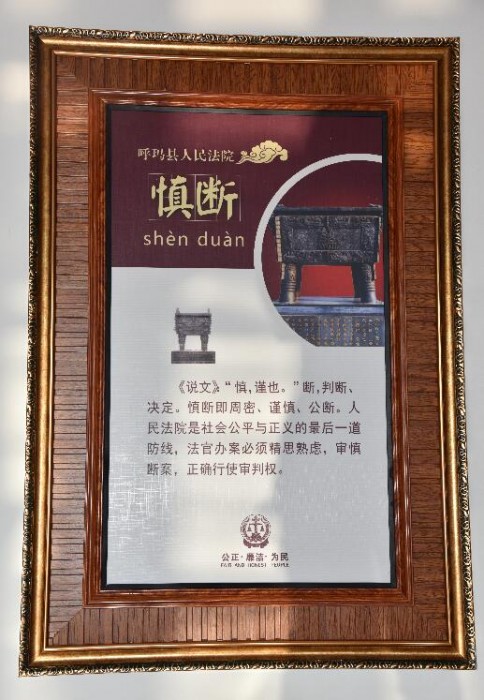 呼玛县人民法院
慎断
shèn duàn
《说文》：“慎，谨也。”断，判断、
决定。慎断即周密、谨慎、公断。人
民法院是社会公平与正义的最后一道
防线，法官办案必须精思熟虑，审慎
断案，正确行使审判权。
公正·廉洁·为民
FAIR AND HONEST PEOPLE